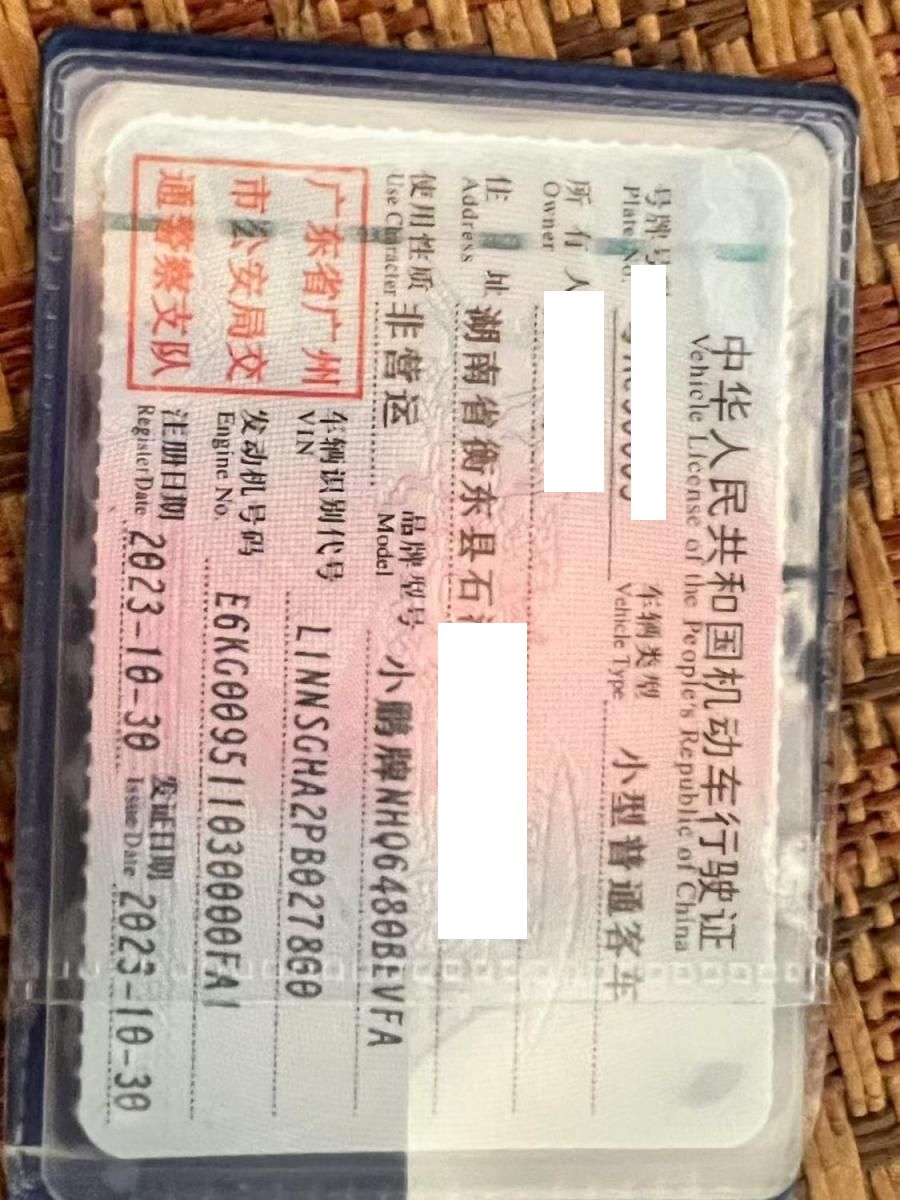 中华人民共和国机动车行驶证
Vehicle License of the People's Republic of China
号牌号
Plate No.
车辆类型
Vehicle Type
小型普通客车
所有人
Owner
住址
Address
湖南省衡东县石
使用性质
Use Character
非营运
品牌型号
Model
小鹏牌NHQ6480BEVFA
广东省广州
市公安局交
通警察支队
车辆识别代号
VIN
L1NNSGHA2PB027800
发动机号码
Engine No.
E6KG009511030000FA1
注册日期
Register Date
2023-10-30
发证日期
Issue Date
2023-10-30